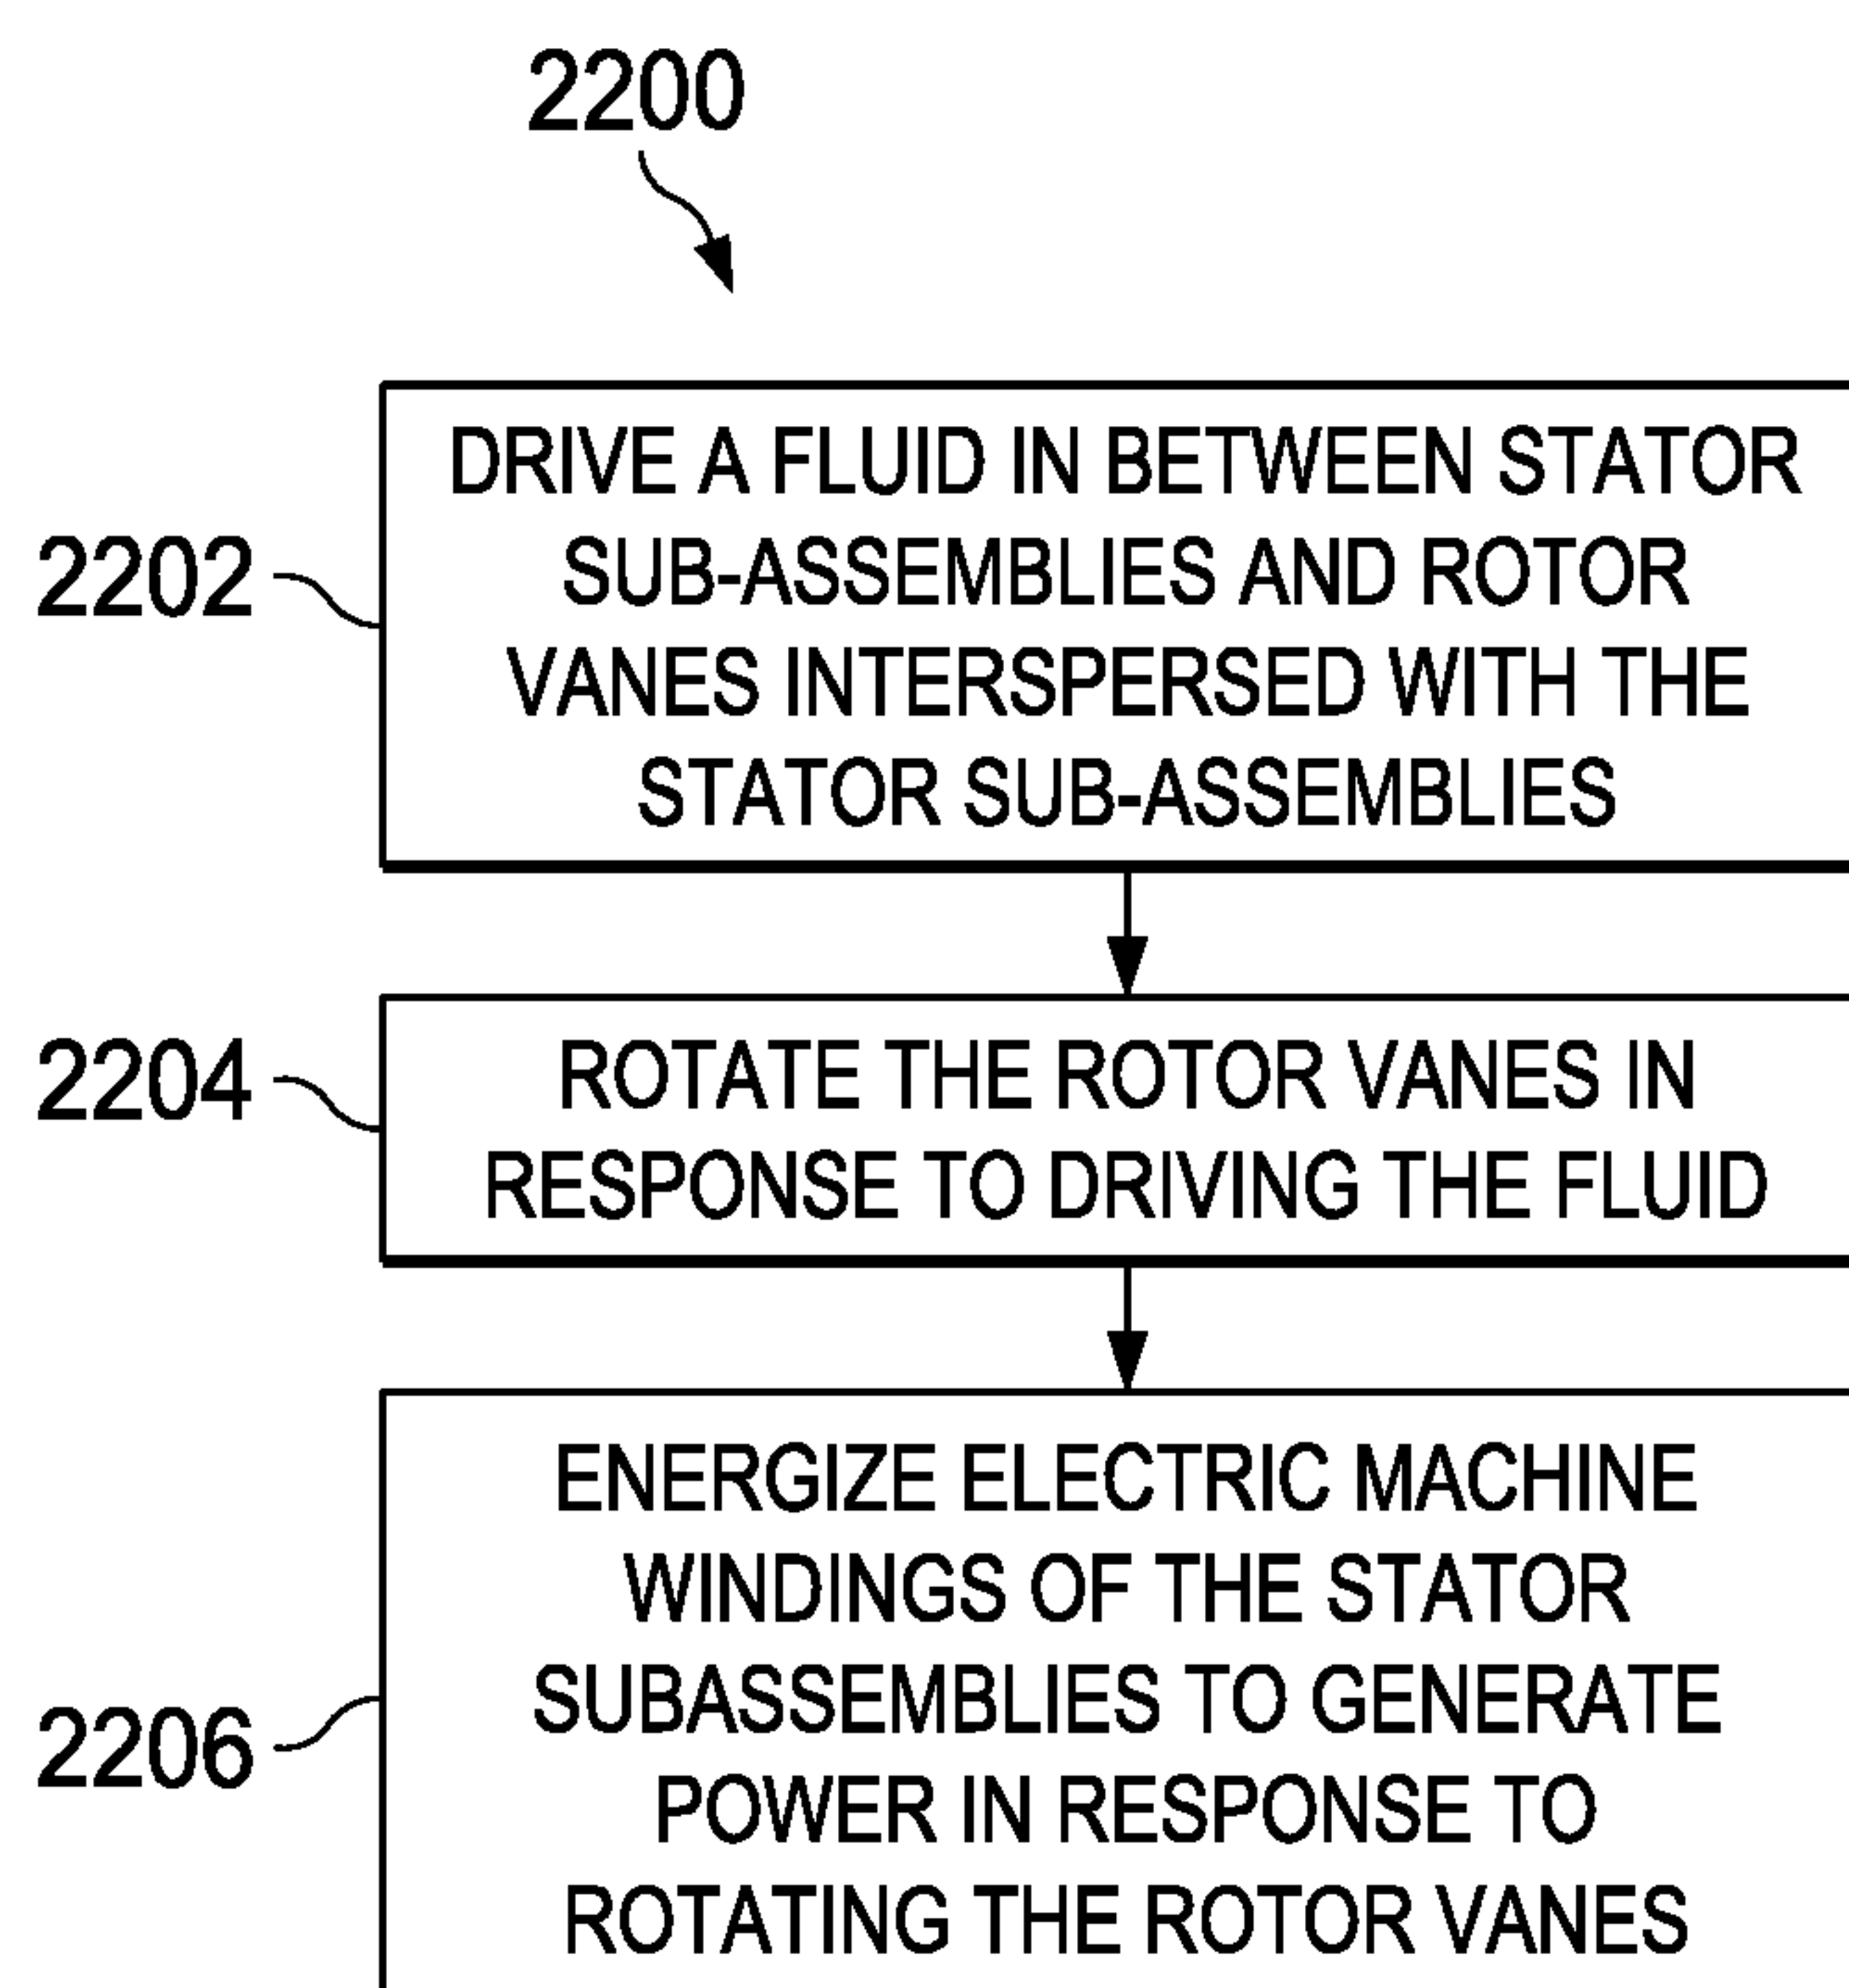 2200
2202
DRIVE A FLUID IN BETWEEN STATOR
SUB-ASSEMBLIES AND ROTOR
VANES INTERSPERSED WITH THE
STATOR SUB-ASSEMBLIES
2204
ROTATE THE ROTOR VANES IN
RESPONSE TO DRIVING THE FLUID
2206
ENERGIZE ELECTRIC MACHINE
WINDINGS OF THE STATOR
SUBASSEMBLIES TO GENERATE
POWER IN RESPONSE TO
ROTATING THE ROTOR VANES